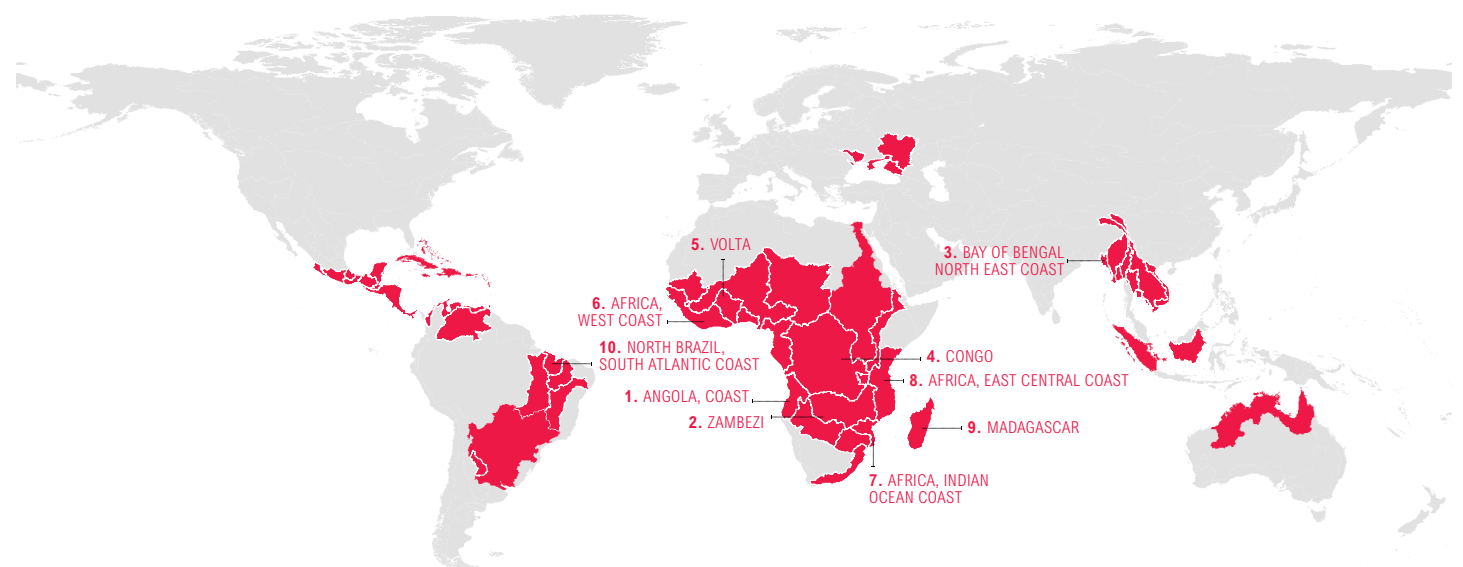 5. VOLTA
3. BAY OF BENGAL
NORTH EAST COAST
6. AFRICA,
WEST COAST
10. NORTH BRAZIL,
SOUTH ATLANTIC COAST
4. CONGO
8. AFRICA, EAST CENTRAL COAST
1. ANGOLA, COAST
2. ZAMBEZI
9. MADAGASCAR
7. AFRICA, INDIAN
OCEAN COAST